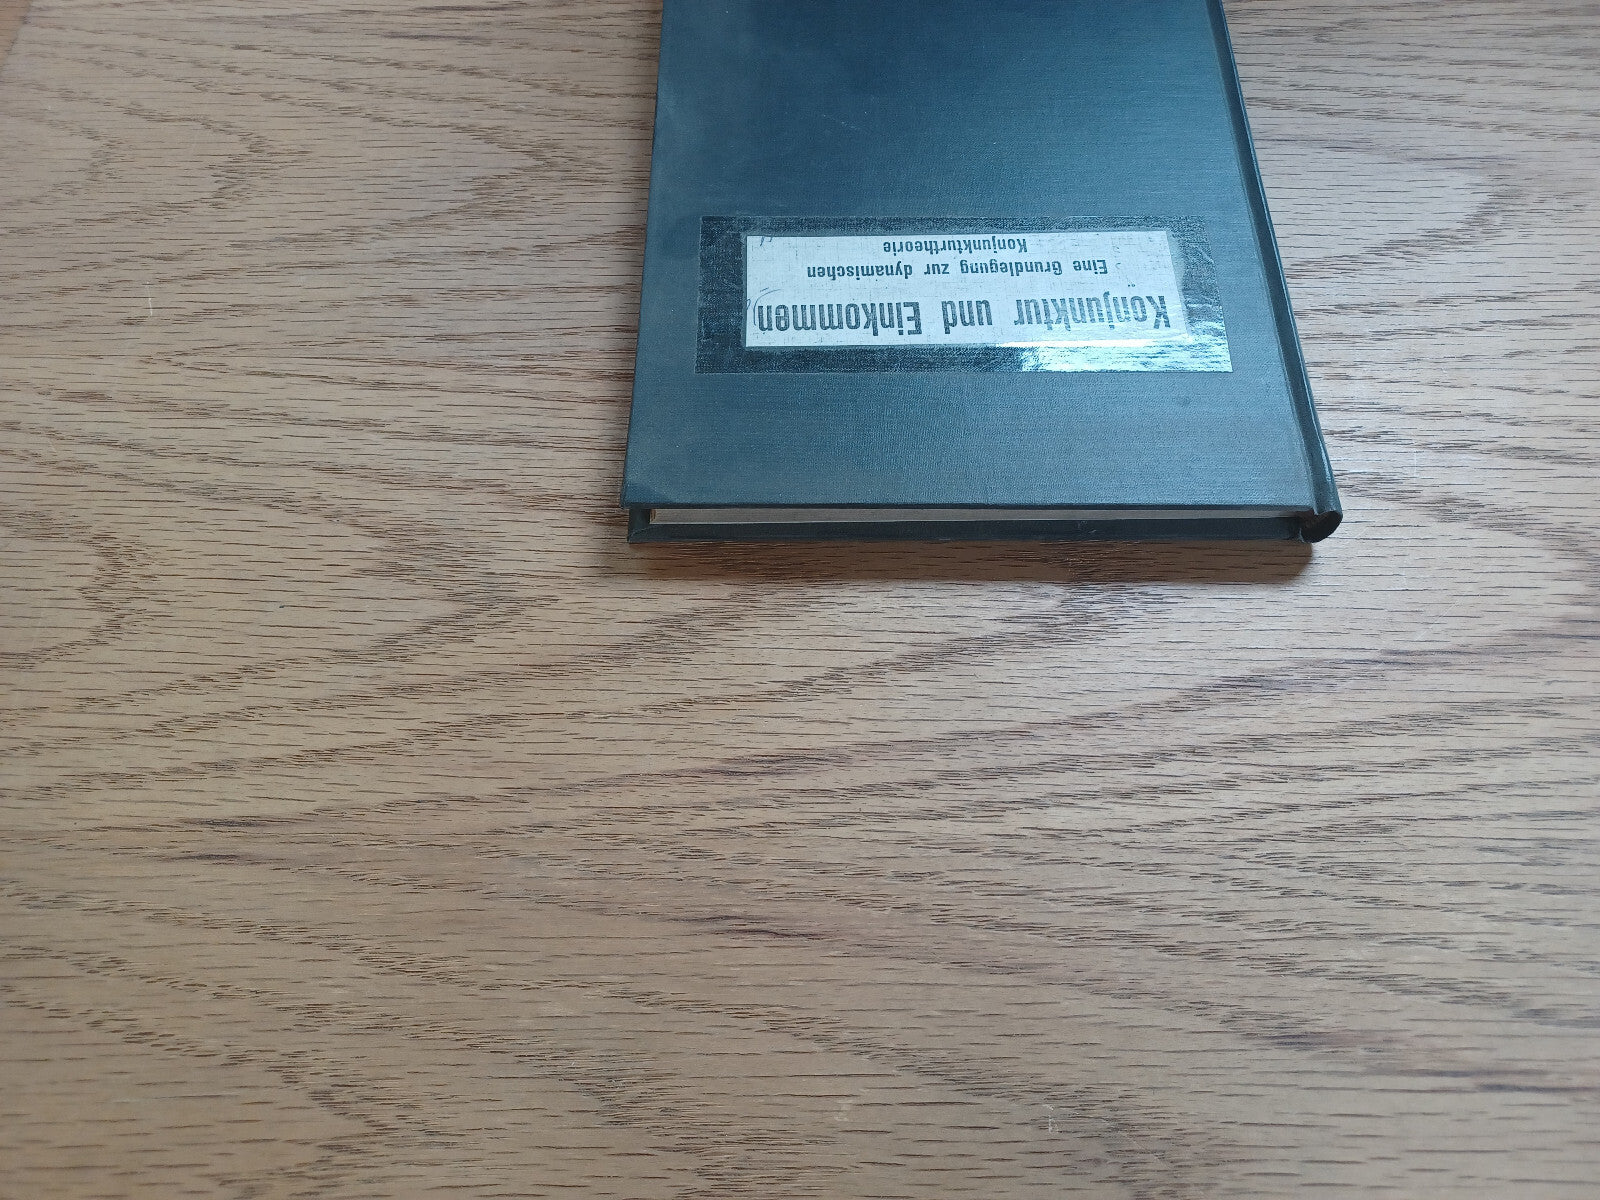 Konjunktur und Einkommen
Eine Grundlegung zur dynamischen
Konjunkturtheorie